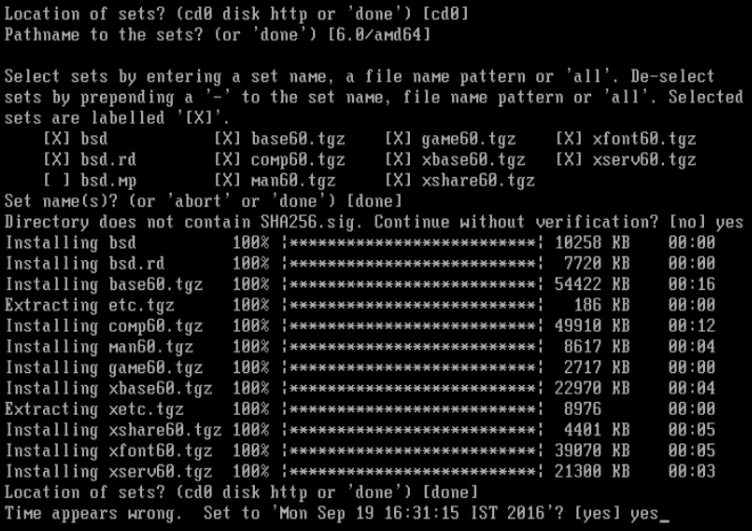 Location of sets? (cd0 disk http or 'done') [cd0]
Pathname to the sets? (or 'done') [6.0/amd64]
Select sets by entering a set name, a file name pattern or 'all'. De-select
sets by prepending a '-' to the set name, file name pattern or 'all'. Selected
sets are labelled '[X]'.
[X] bsd [X] base60.tgz [X] game60.tgz [X] xfont60.tgz
[X] bsd.rd [X] comp60.tgz [X] xbase60.tgz [X] xserv60.tgz
[ ] bsd.mp [X] man60.tgz [X] xshare60.tgz
Set name(s)? (or 'abort' or 'done') [done]
Directory does not contain SHA256.sig. Continue without verification? [no] yes
Installing bsd 100% |**************************| 10258 KB 00:00
Installing bsd.rd 100% |**************************| 7720 KB 00:00
Installing base60.tgz 100% |**************************| 54422 KB 00:16
Extracting etc.tgz 100% |**************************| 186 KB 00:00
Installing comp60.tgz 100% |**************************| 49910 KB 00:12
Installing man60.tgz 100% |**************************| 8617 KB 00:04
Installing game60.tgz 100% |**************************| 2717 KB 00:00
Installing xbase60.tgz 100% |**************************| 22970 KB 00:04
Extracting xetc.tgz 100% |**************************| 8976 00:00
Installing xshare60.tgz 100% |**************************| 4401 KB 00:05
Installing xfont60.tgz 100% |**************************| 39070 KB 00:05
Installing xserv60.tgz 100% |**************************| 21300 KB 00:03
Location of sets? (cd0 disk http or 'done') [done]
Time appears wrong. Set to 'Mon Sep 19 16:31:15 IST 2016'? [yes] yes_